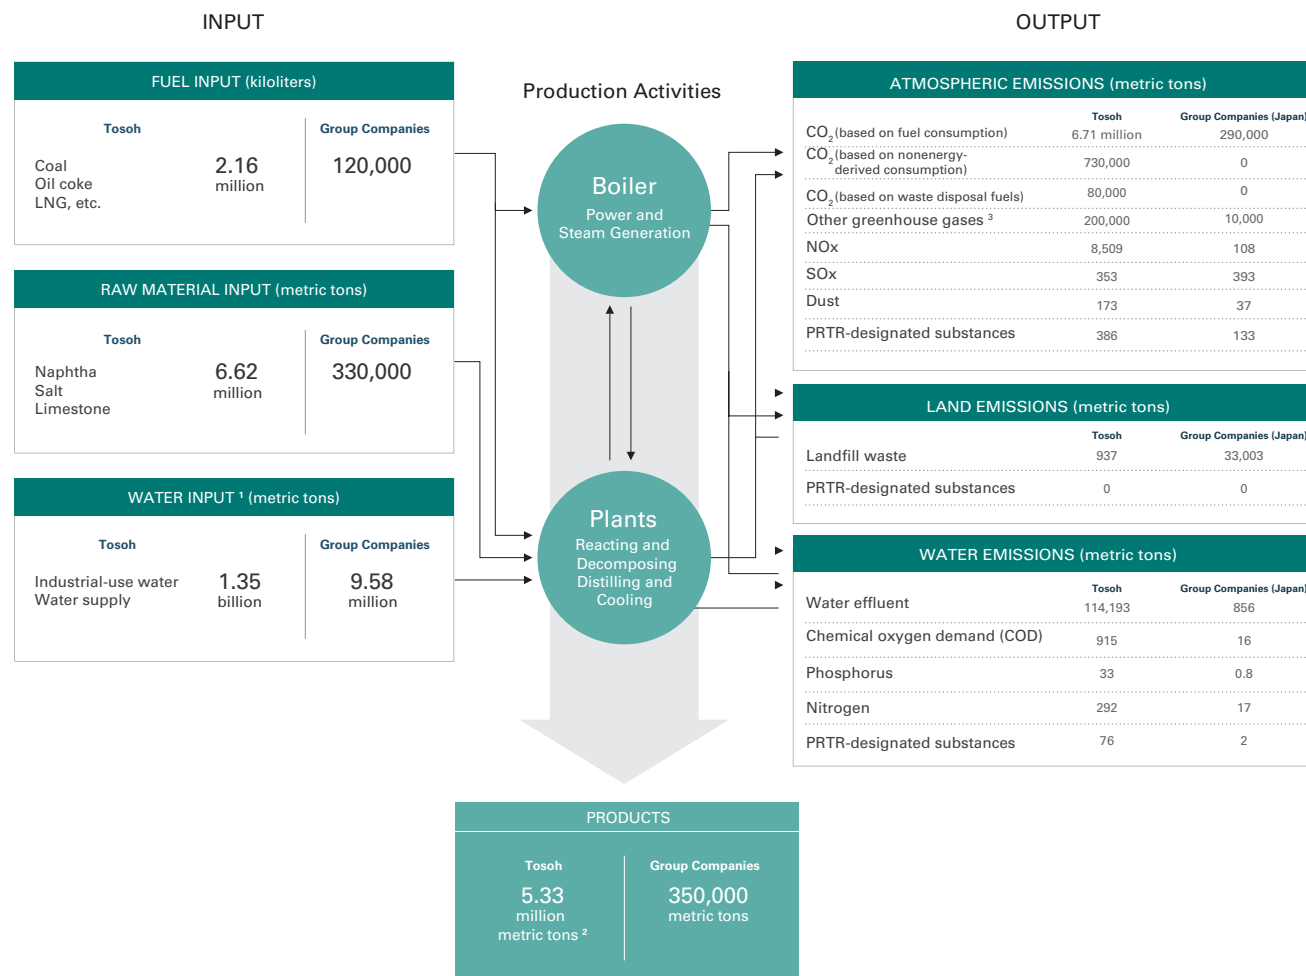 INPUT
OUTPUT
FUEL INPUT (kiloliters)
Tosoh
Group Companies
Coal
Oil coke
LNG, etc.
2.16
million
120,000
RAW MATERIAL INPUT (metric tons)
Tosoh
Group Companies
Naphtha
Salt
Limestone
6.62
million
330,000
WATER INPUT ¹ (metric tons)
Tosoh
Group Companies
Industrial-use water
Water supply
1.35
billion
9.58
million
Production Activities
Boiler
Power and
Steam Generation
Plants
Reacting and
Decomposing
Distilling and
Cooling
ATMOSPHERIC EMISSIONS (metric tons)
Tosoh Group Companies (Japan)
CO₂ (based on fuel consumption) 6.71 million 290,000
CO₂ (based on nonenergy-
derived consumption) 730,000 0
CO₂ (based on waste disposal fuels) 80,000 0
Other greenhouse gases ³ 200,000 10,000
NOx 8,509 108
SOx 353 393
Dust 173 37
PRTR-designated substances 386 133
LAND EMISSIONS (metric tons)
Tosoh Group Companies (Japan)
Landfill waste 937 33,003
PRTR-designated substances 0 0
WATER EMISSIONS (metric tons)
Tosoh Group Companies (Japan)
Water effluent 114,193 856
Chemical oxygen demand (COD) 915 16
Phosphorus 33 0.8
Nitrogen 292 17
PRTR-designated substances 76 2
PRODUCTS
Tosoh
Group Companies
5.33
million
metric tons ²
350,000
metric tons